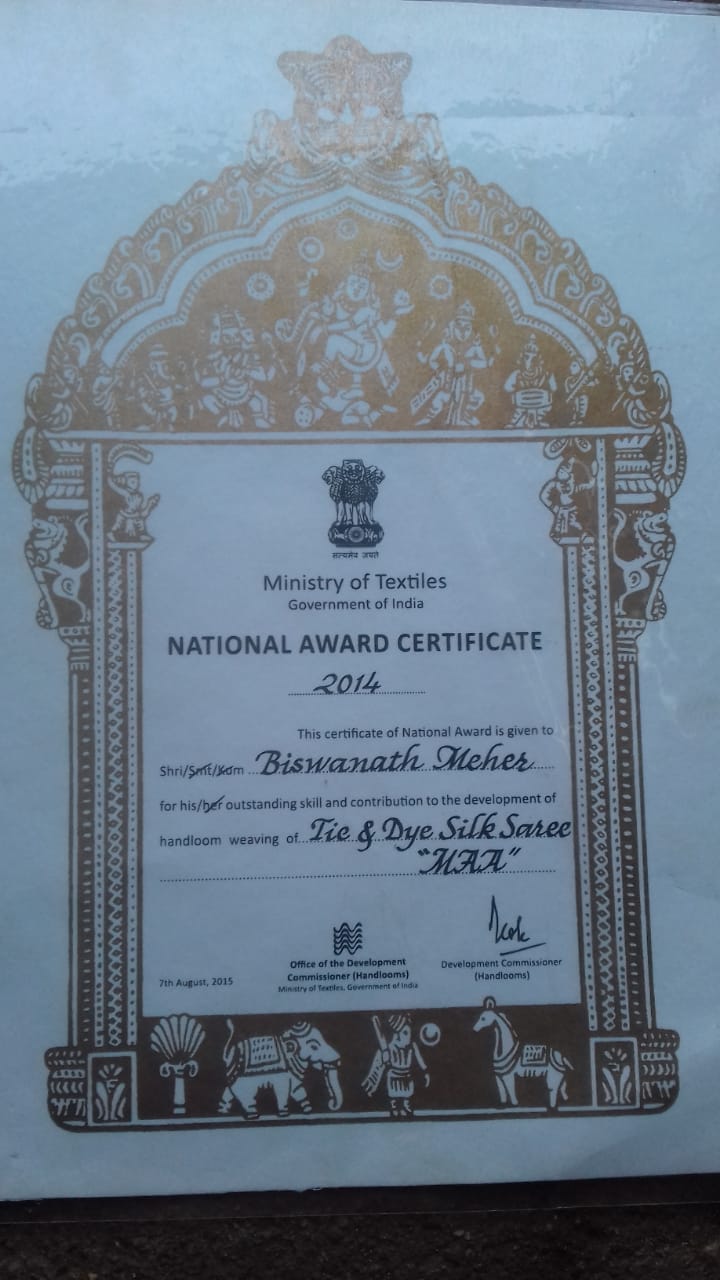 सत्यमेव जयते
Ministry of Textiles
Government of India
NATIONAL AWARD CERTIFICATE
2014
This certificate of National Award is given to
Shri/Smt/Kum Biswanath Meher
for his/her outstanding skill and contribution to the development of
handloom weaving of Tie & Dye Silk Saree
"MAA"
7th August, 2015
Office of the Development
Commissioner (Handlooms)
Ministry of Textiles, Government of India
Development Commissioner
(Handlooms)